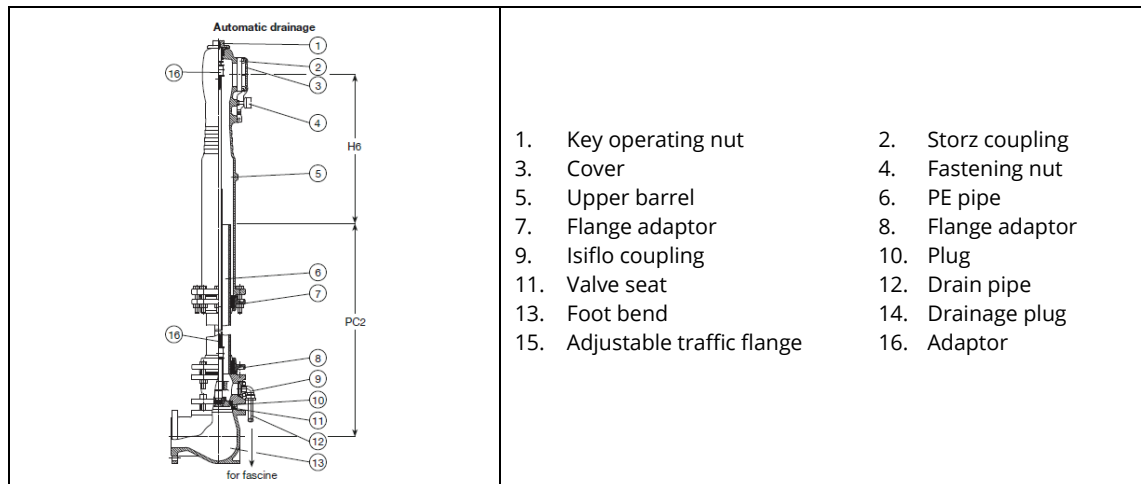 Automatic drainage
1
16
2
3
4
H6
5
6
7
PC2
16
8
9
10
11
12
13
for fascine
1. Key operating nut 2. Storz coupling
3. Cover 4. Fastening nut
5. Upper barrel 6. PE pipe
7. Flange adaptor 8. Flange adaptor
9. Isiflo coupling 10. Plug
11. Valve seat 12. Drain pipe
13. Foot bend 14. Drainage plug
15. Adjustable traffic flange 16. Adaptor